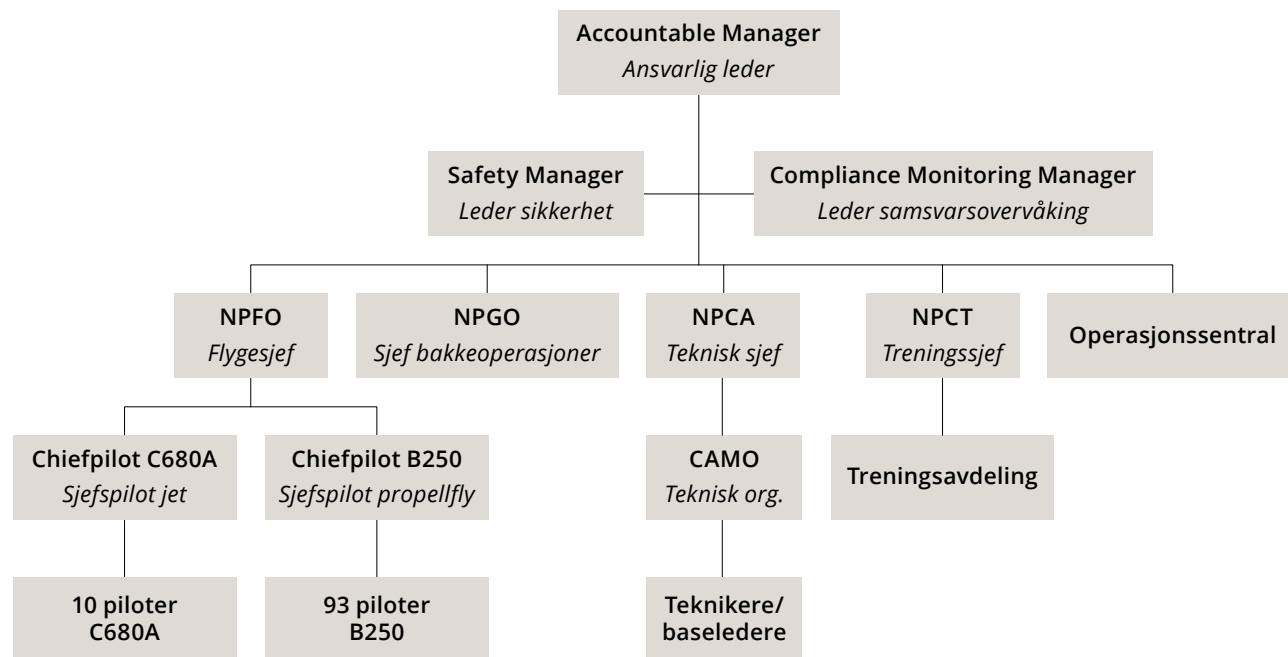 Accountable Manager
Ansvarlig leder
Safety Manager
Leder sikkerhet
Compliance Monitoring Manager
Leder samsvarsovervåking
NPFO
Flygesjef
NPGO
Sjef bakkeoperasjoner
NPCA
Teknisk sjef
NPCT
Treningssjef
Operasjonssentral
Chiefpilot C680A
Sjefspilot jet
Chiefpilot B250
Sjefspilot propellfly
CAMO
Teknisk org.
Treningsavdeling
10 piloter
C680A
93 piloter
B250
Teknikere/
baseledere